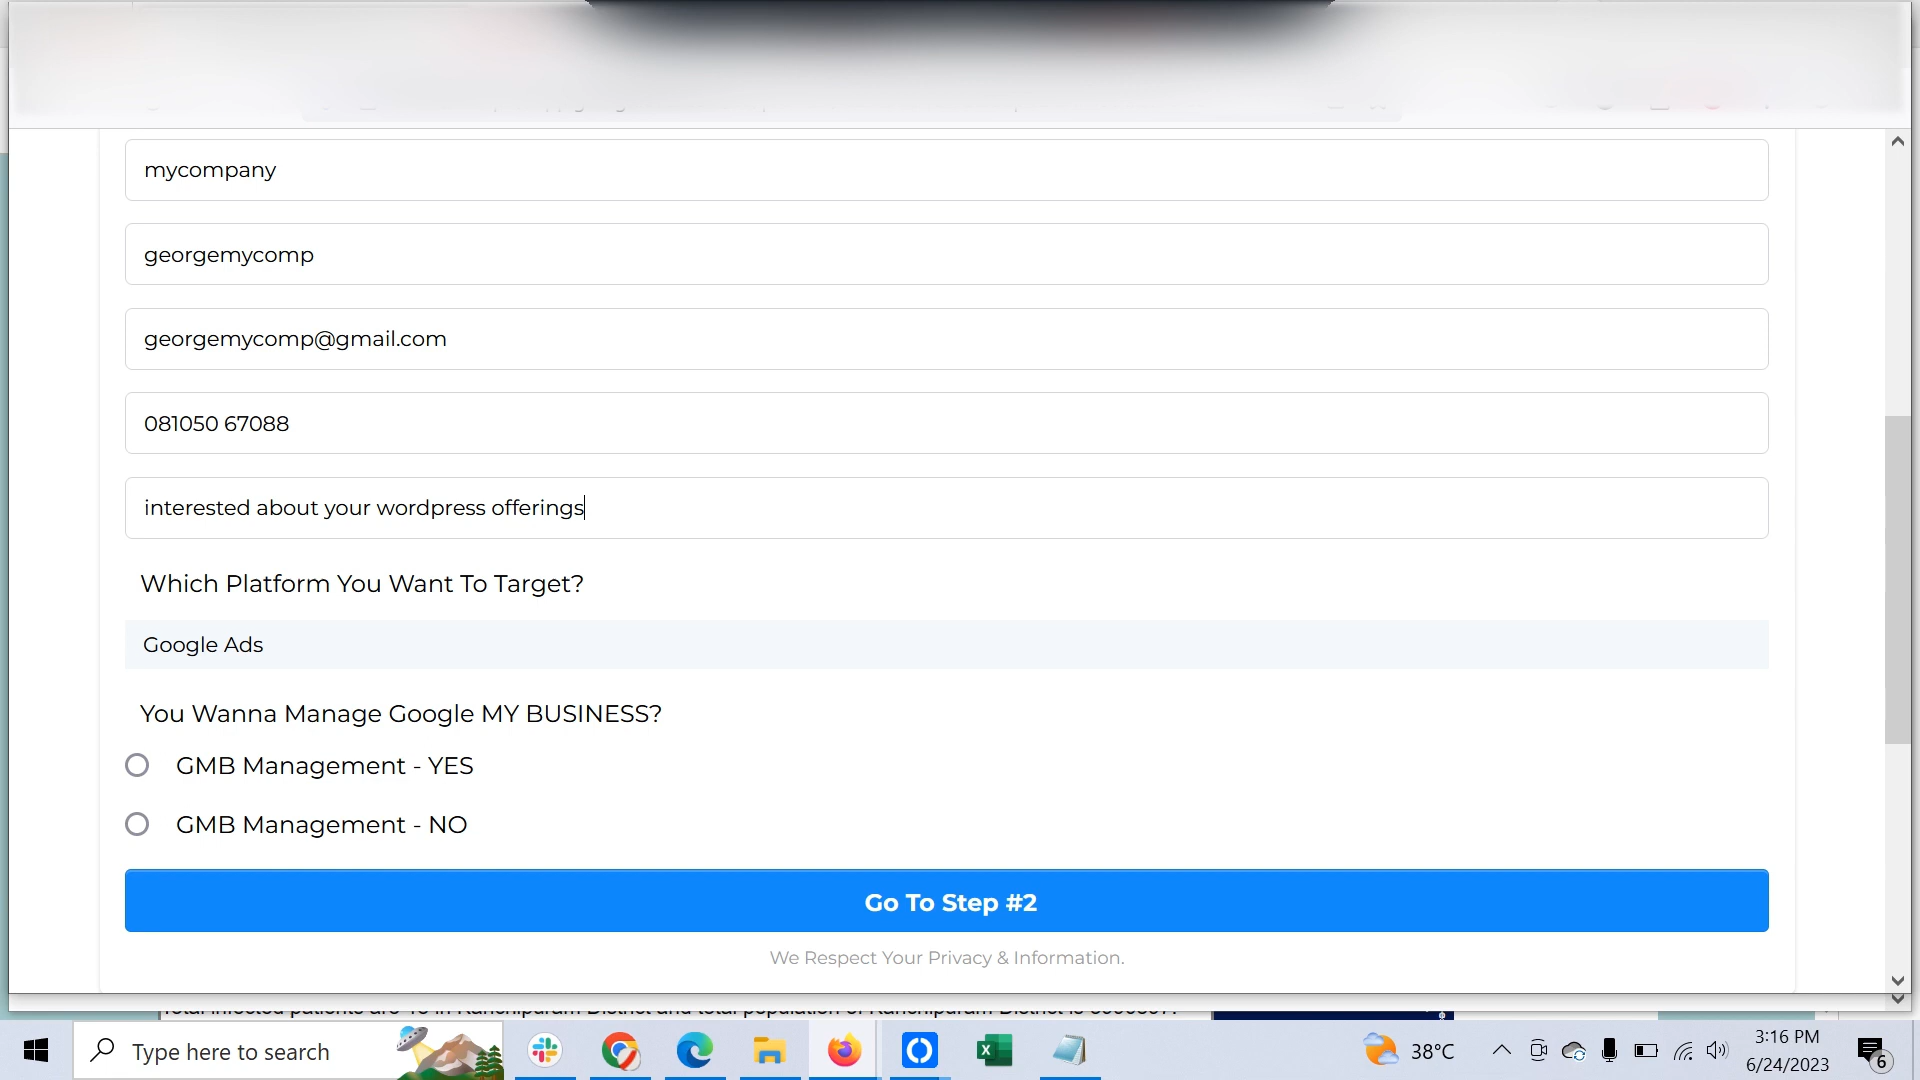 mycompany
georgemycomp
georgemycomp@gmail.com
081050 67088
interested about your wordpress offerings
Which Platform You Want To Target?
Google Ads
You Wanna Manage Google MY BUSINESS?
GMB Management - YES
GMB Management - NO
Go To Step #2
We Respect Your Privacy & Information.
Type here to search
38°C
3:16 PM
6/24/2023
6